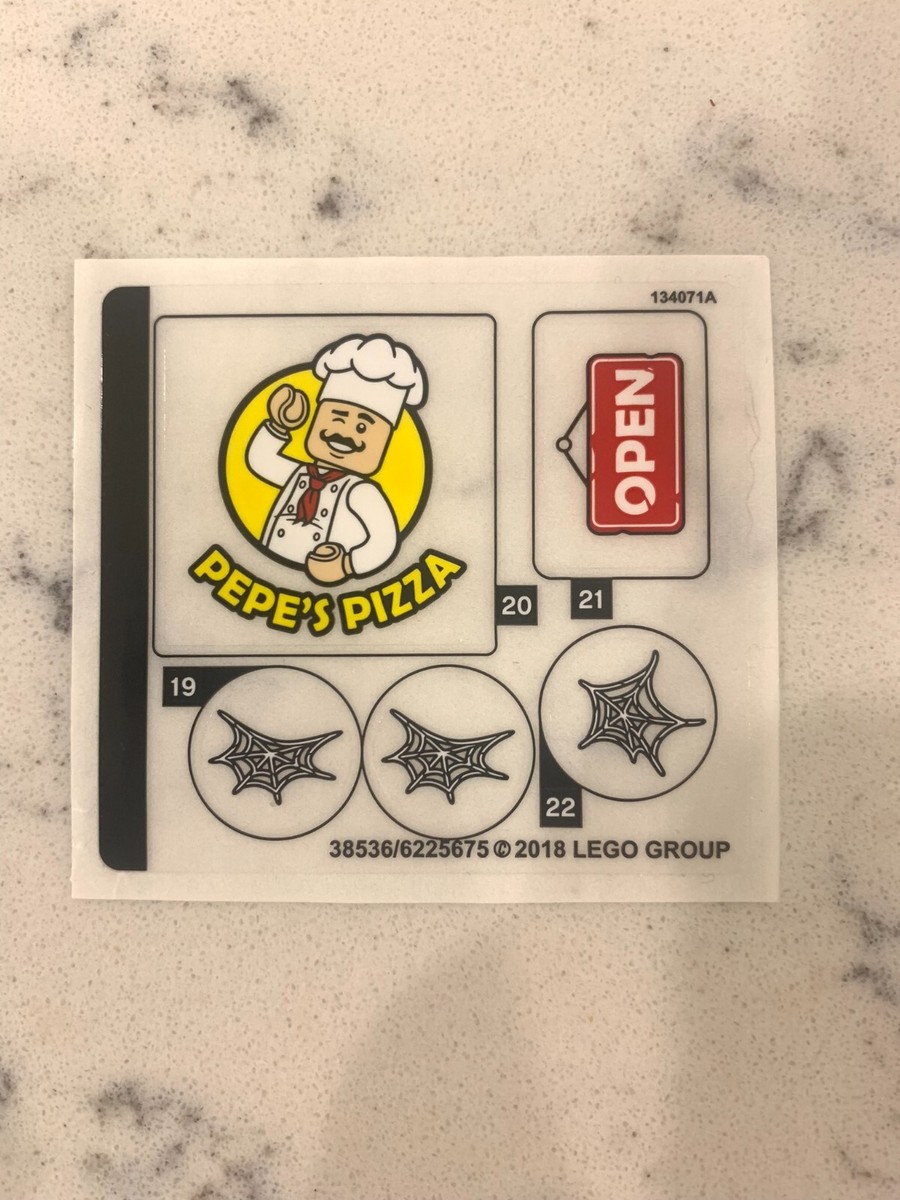 134071A
OPEN
PEPE'S PIZZA
20
21
19
22
38536/6225675 © 2018 LEGO GROUP